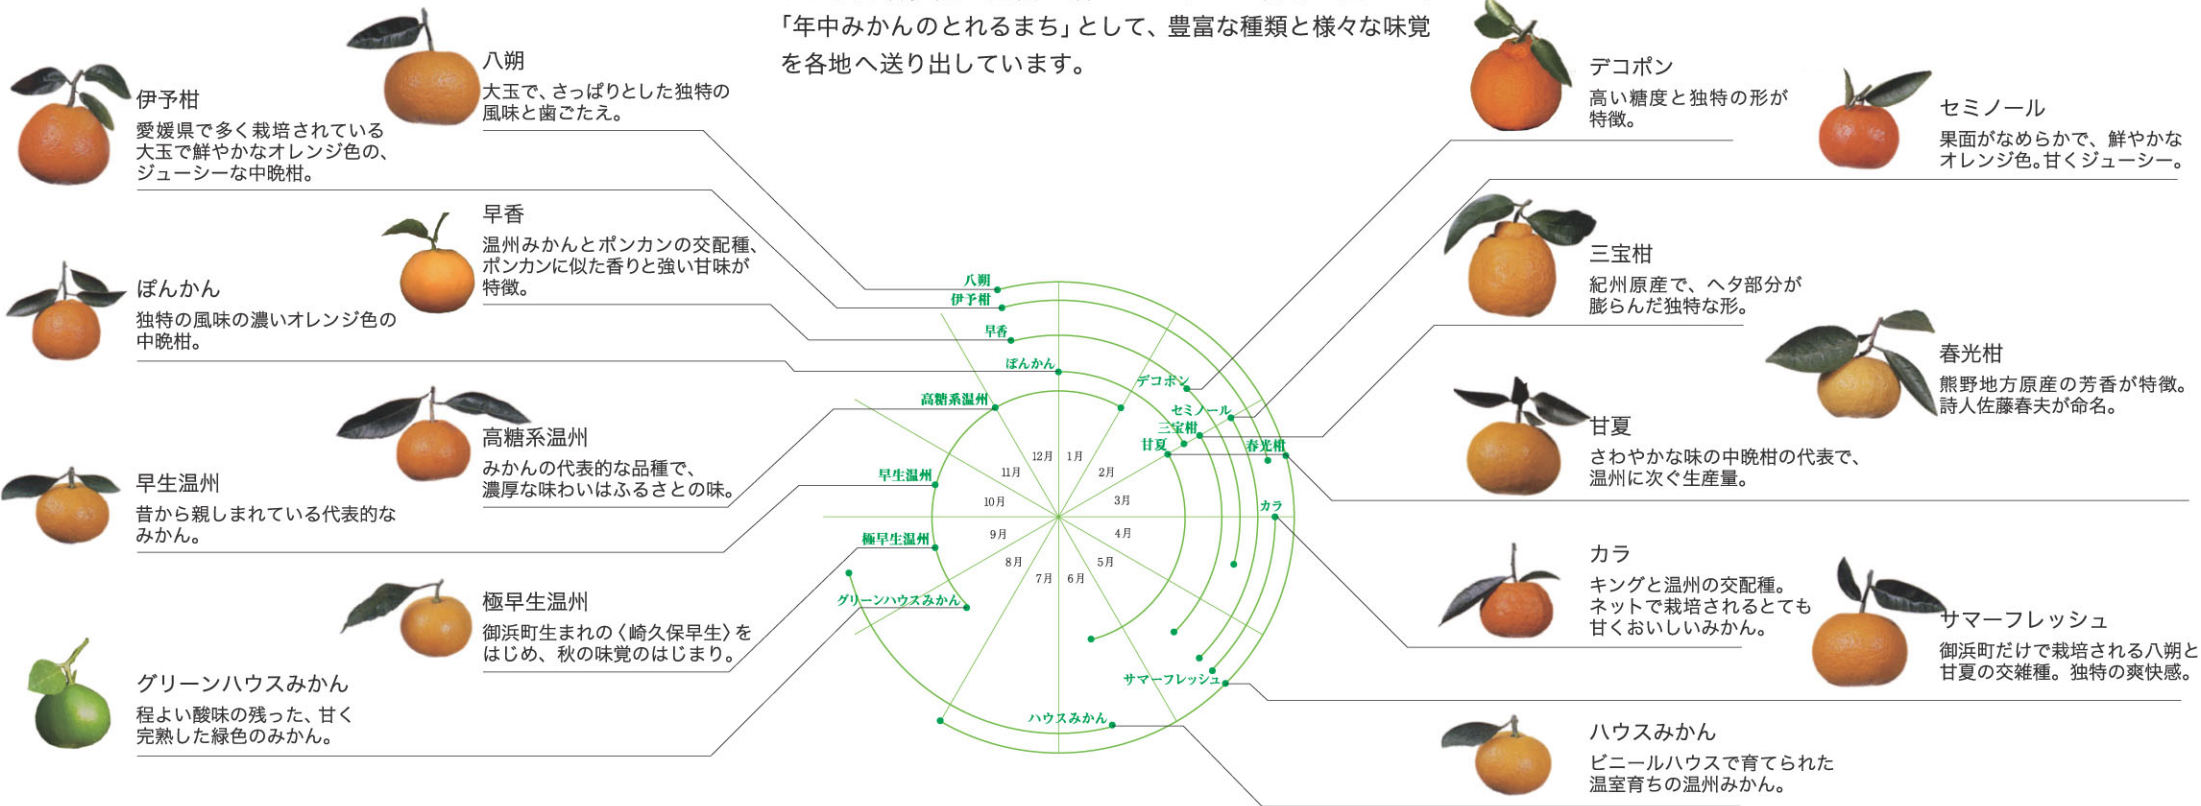 「年中みかんのとれるまち」として、豊富な種類と様々な味覚
を各地へ送り出しています。
八朔
大玉で、さっぱりとした独特の
風味と歯ごたえ。
伊予柑
愛媛県で多く栽培されている
大玉で鮮やかなオレンジ色の、
ジューシーな中晩柑。
早香
温州みかんとポンカンの交配種、
ポンカンに似た香りと強い甘味が
特徴。
ぽんかん
独特の風味の濃いオレンジ色の
中晩柑。
高糖系温州
みかんの代表的な品種で、
濃厚な味わいはふるさとの味。
早生温州
昔から親しまれている代表的な
みかん。
極早生温州
御浜町生まれの〈崎久保早生〉を
はじめ、秋の味覚のはじまり。
グリーンハウスみかん
程よい酸味の残った、甘く
完熟した緑色のみかん。
八朔
伊予柑
早香
ぽんかん
デコポン
高糖系温州
セミノール
三宝柑
甘夏
春光柑
早生温州
カラ
極早生温州
グリーンハウスみかん
サマーフレッシュ
ハウスみかん
12月
1月
11月
2月
10月
3月
9月
4月
8月
5月
7月
6月
デコポン
高い糖度と独特の形が
特徴。
セミノール
果面がなめらかで、鮮やかな
オレンジ色。甘くジューシー。
三宝柑
紀州原産で、ヘタ部分が
膨らんだ独特な形。
春光柑
熊野地方原産の芳香が特徴。
詩人佐藤春夫が命名。
甘夏
さわやかな味の中晩柑の代表で、
温州に次ぐ生産量。
カラ
キングと温州の交配種。
ネットで栽培されるとても
甘くおいしいみかん。
サマーフレッシュ
御浜町だけで栽培される八朔と
甘夏の交雑種。独特の爽快感。
ハウスみかん
ビニールハウスで育てられた
温室育ちの温州みかん。